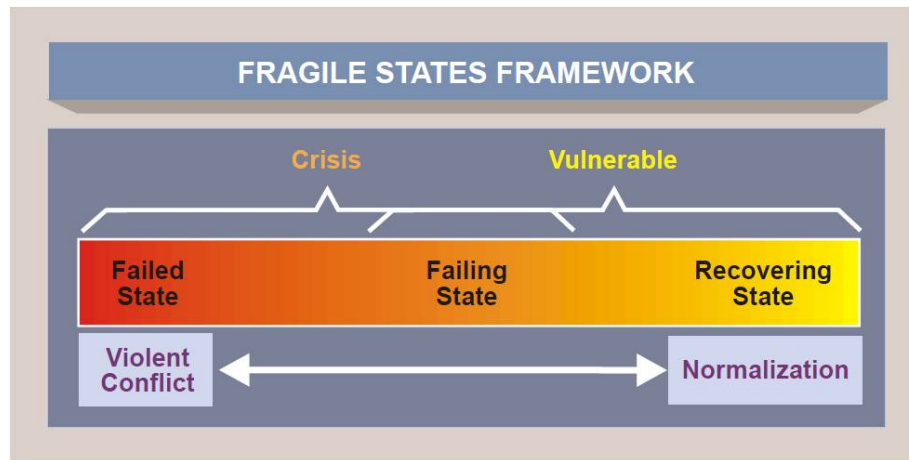 FRAGILE STATES FRAMEWORK
Crisis
Vulnerable
Failed
State
Failing
State
Recovering
State
Violent
Conflict
Normalization